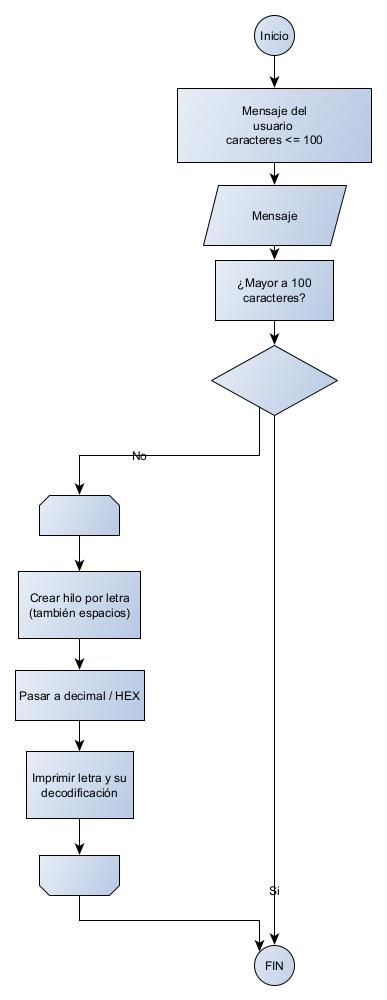 Inicio
Mensaje del
usuario
caracteres <= 100
Mensaje
¿Mayor a 100
caracteres?
No
Crear hilo por letra
(también espacios)
Pasar a decimal / HEX
Imprimir letra y su
decodificación
Si
FIN